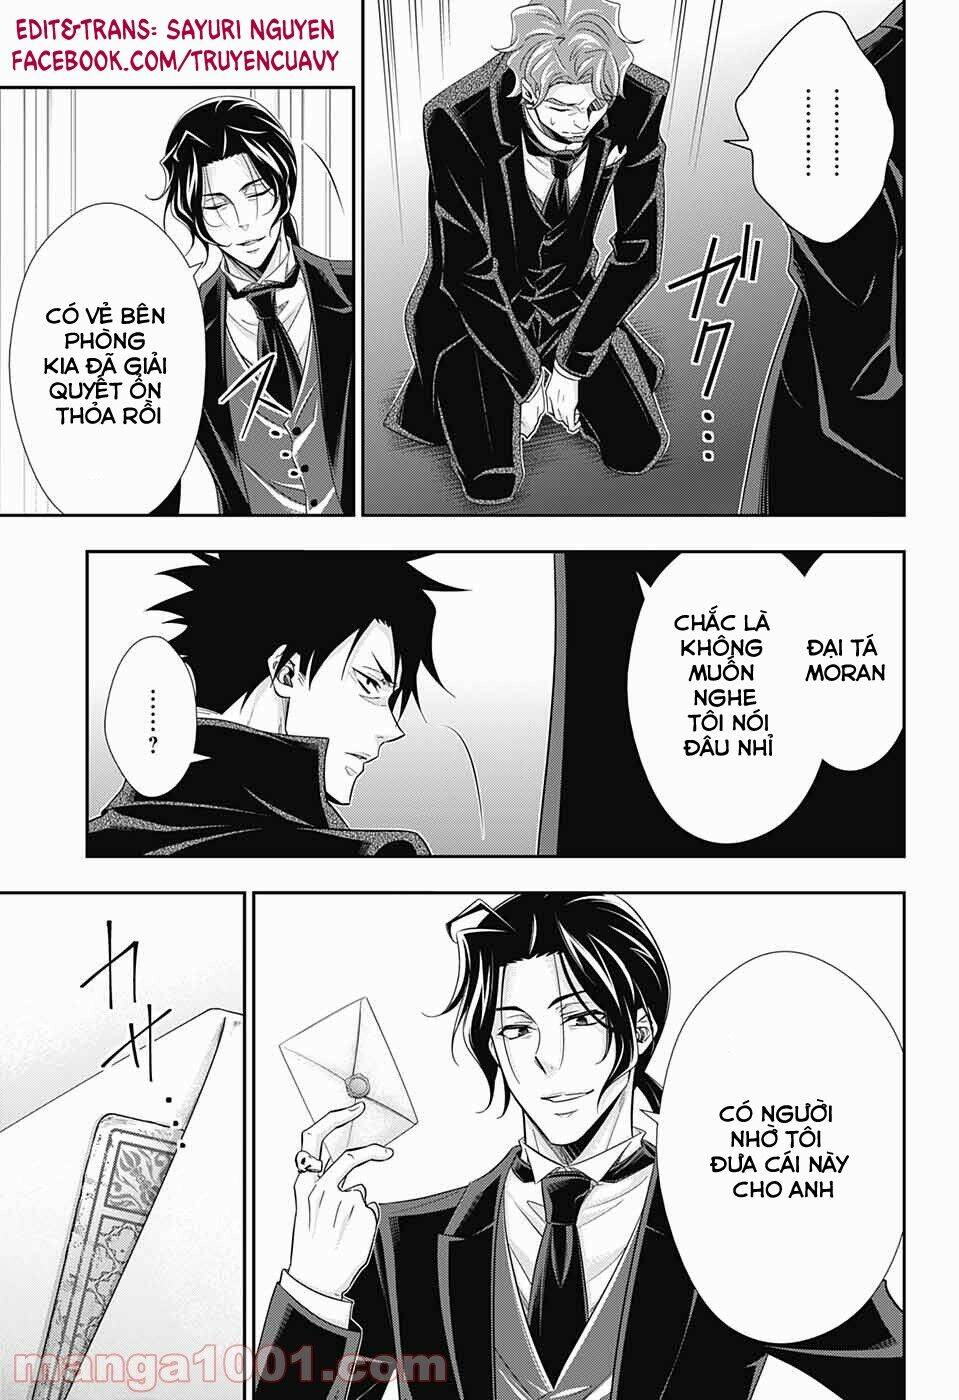 EDIT&TRANS: SAYURI NGUYEN
FACEBOOK.COM/TRUYENCUAVY
.........
ガク...
CÓ VẺ BÊN
PHÒNG
KIA ĐÃ GIẢI
QUYẾT ỔN
THỎA RỒI
ĐẠI TÁ
MORAN
CHẮC LÀ
KHÔNG
MUỐN
NGHE
TÔI NÓI
ĐÂU NHỈ
......?
CÓ NGƯỜI
NHỜ TÔI
ĐƯA CÁI NÀY
CHO ANH
カサ...
manga1001.com